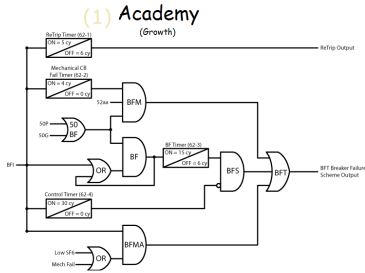 (1) Academy
(Growth)
ReTrip Timer (62-1)
ON = 5 cy
OFF = 6 cy
ReTrip Output
Mechanical CB
Fail Timer (62-2)
ON = 4 cy
OFF = 0 cy
52aa
BFM
50P
50G
50
BF
BF
BF Timer (62-3)
ON = 15 cy
OFF = 6 cy
BFI
OR
BFS
BFT
BFT Breaker Failure
Scheme Output
Control Timer (62-4)
ON = 30 cy
OFF = 0 cy
BFMA
Low SF6
Mech Fail
OR